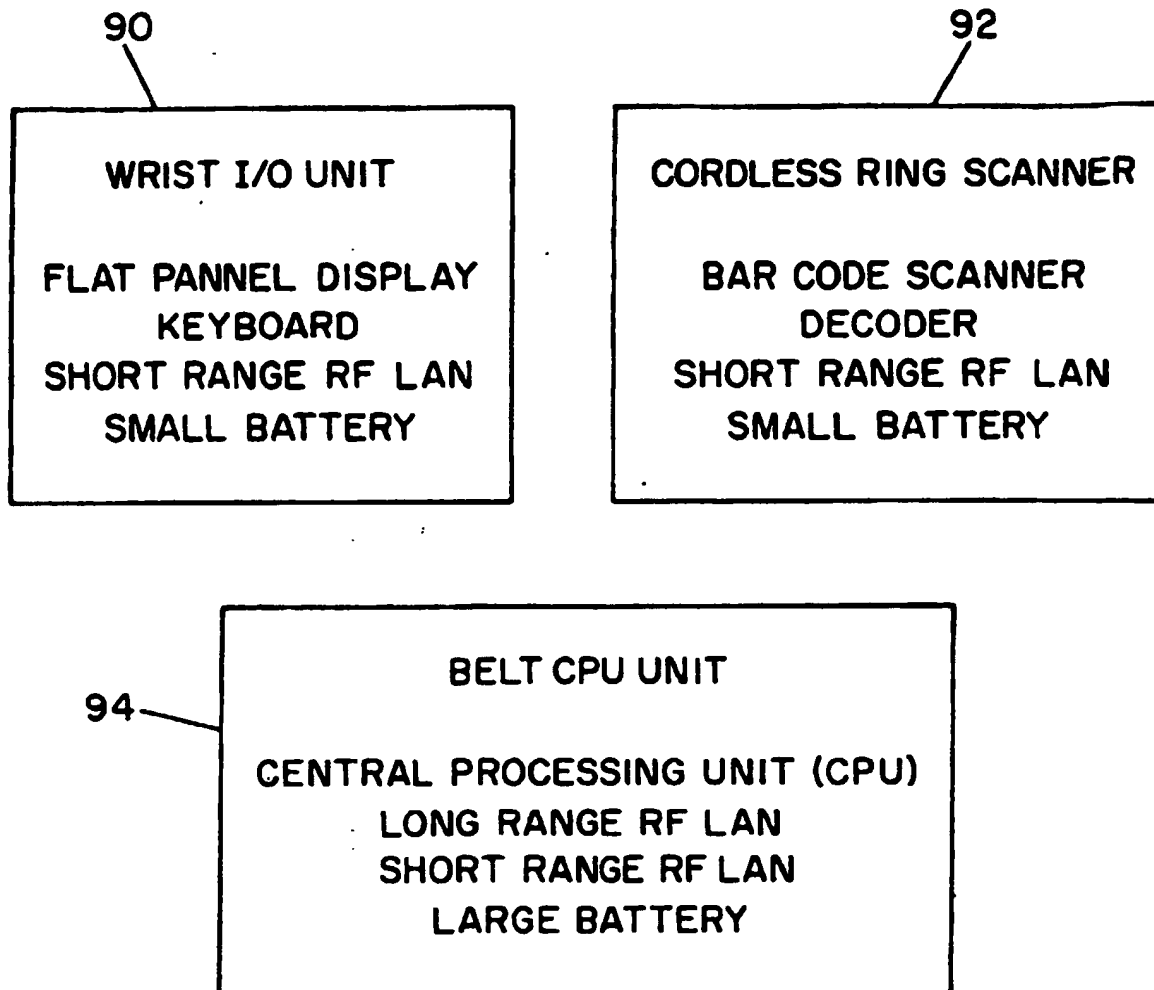 90
WRIST I/O UNIT
FLAT PANNEL DISPLAY
KEYBOARD
SHORT RANGE RF LAN
SMALL BATTERY
92
CORDLESS RING SCANNER
BAR CODE SCANNER
DECODER
SHORT RANGE RF LAN
SMALL BATTERY
94
BELT CPU UNIT
CENTRAL PROCESSING UNIT (CPU)
LONG RANGE RF LAN
SHORT RANGE RF LAN
LARGE BATTERY